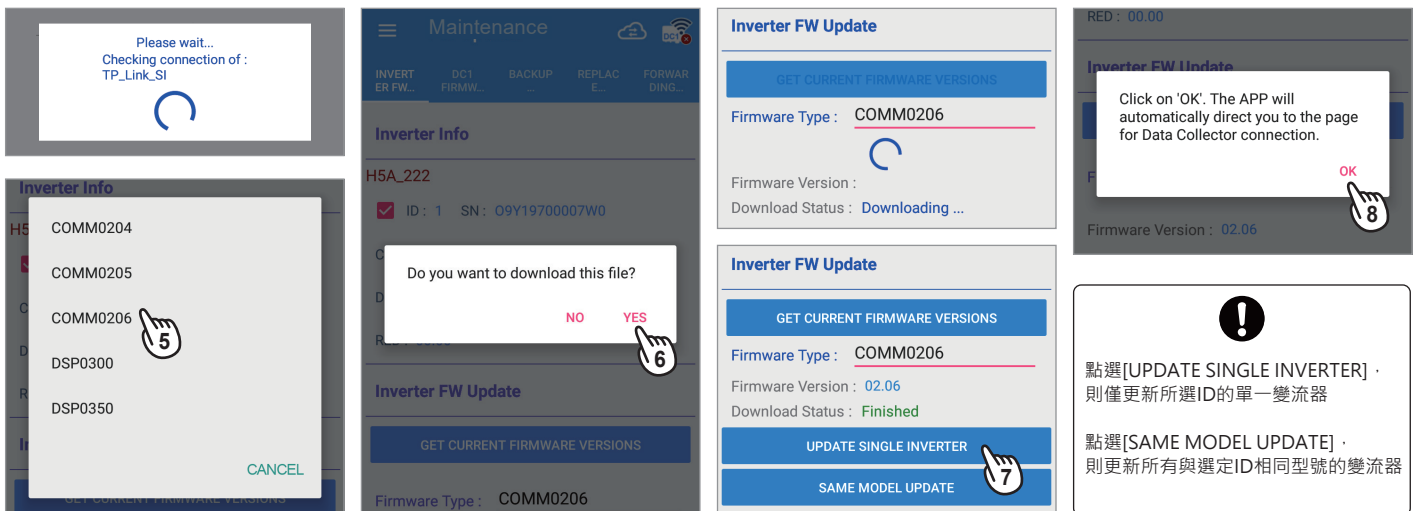 Please wait...
Checking connection of :
TP_Link_SI
Inverter Info
H5
COMM0204
COMM0205
COMM0206
5
DSP0300
DSP0350
CANCEL
GET CURRENT FIRMWARE VERSIONS
Maintenance
DC1
INVERT
ER FW...
DC1
FIRMW...
BACKUP
...
REPLAC
E...
FORWAR
DING...
Inverter Info
H5A_222
ID : 1 SN : O9Y19700007W0
Do you want to download this file?
NO YES
6
Inverter FW Update
GET CURRENT FIRMWARE VERSIONS
Firmware Type : COMM0206
Inverter FW Update
GET CURRENT FIRMWARE VERSIONS
Firmware Type : COMM0206
Firmware Version :
Download Status : Downloading ...
Inverter FW Update
GET CURRENT FIRMWARE VERSIONS
Firmware Type : COMM0206
Firmware Version : 02.06
Download Status : Finished
UPDATE SINGLE INVERTER
7
SAME MODEL UPDATE
RED : 00.00
Inverter FW Update
Click on 'OK'. The APP will
automatically direct you to the page
for Data Collector connection.
OK
8
Firmware Version : 02.06
點選[UPDATE SINGLE INVERTER]，
則僅更新所選ID的單一變流器
點選[SAME MODEL UPDATE]，
則更新所有與選定ID相同型號的變流器